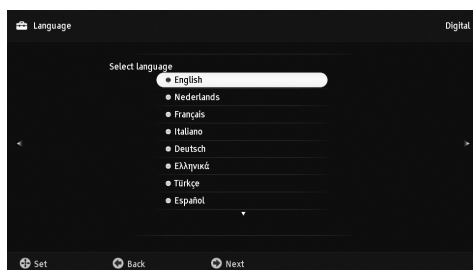 Language
Digital
Select language
English
Nederlands
Français
Italiano
Deutsch
Ελληνικά
Türkçe
Español
Set
Back
Next